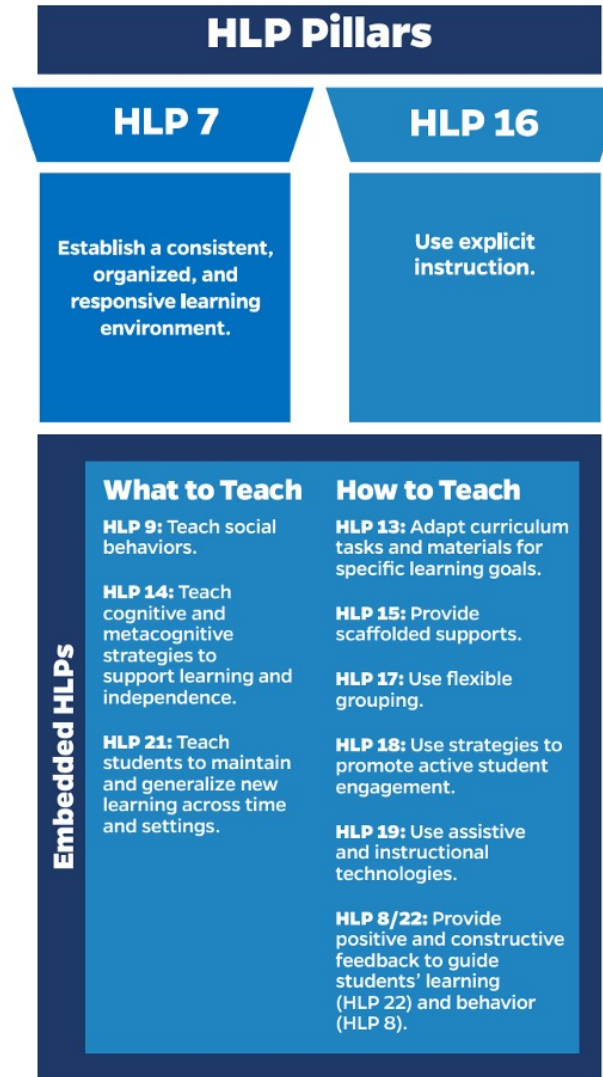 HLP Pillars
HLP 7
Establish a consistent,
organized, and
responsive learning
environment.
HLP 16
Use explicit
instruction.
Embedded HLPs
What to Teach
HLP 9: Teach social
behaviors.
HLP 14: Teach
cognitive and
metacognitive
strategies to
support learning and
independence.
HLP 21: Teach
students to maintain
and generalize new
learning across time
and settings.
How to Teach
HLP 13: Adapt curriculum
tasks and materials for
specific learning goals.
HLP 15: Provide
scaffolded supports.
HLP 17: Use flexible
grouping.
HLP 18: Use strategies to
promote active student
engagement.
HLP 19: Use assistive
and instructional
technologies.
HLP 8/22: Provide
positive and constructive
feedback to guide
students’ learning
(HLP 22) and behavior
(HLP 8).